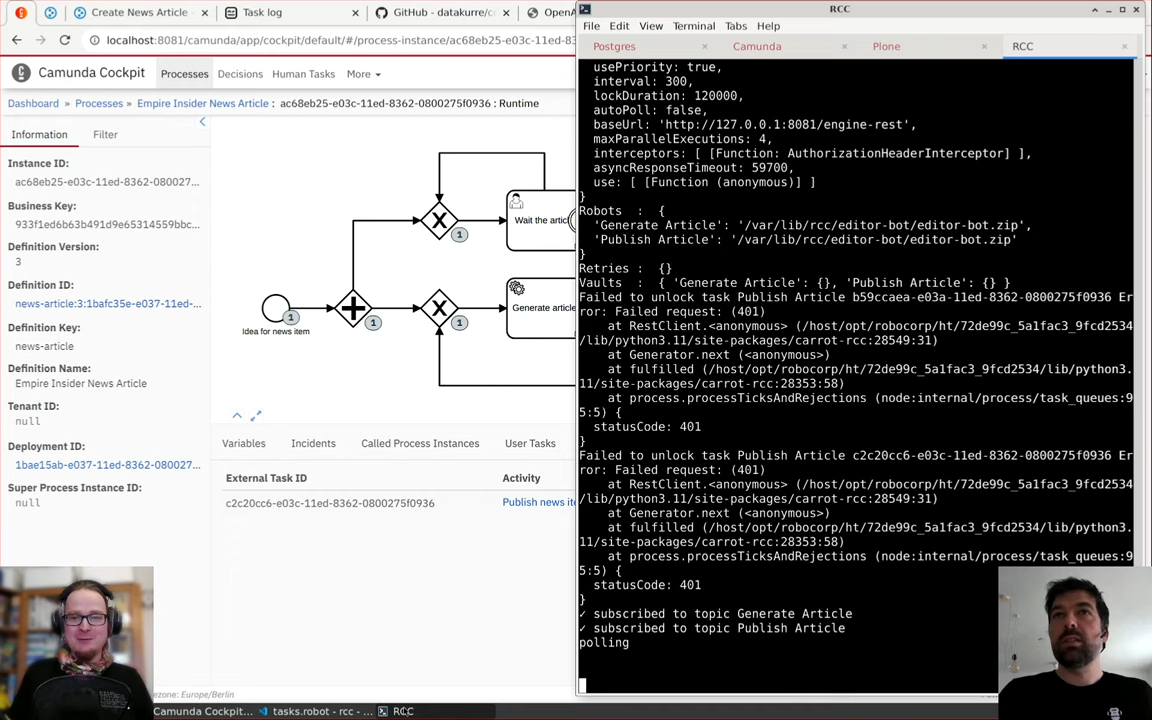 Create News Article -
Task log
GitHub - datakurre/c
OpenA
localhost:8081/camunda/app/cockpit/default/#/process-instance/ac68eb25-e03c-11ed-8362-0800275f0936
Camunda Cockpit
Processes
Decisions
Human Tasks
More
Dashboard » Processes » Empire Insider News Article : ac68eb25-e03c-11ed-8362-0800275f0936 : Runtime
Information
Filter
Instance ID:
ac68eb25-e03c-11ed-8362-080027...
Business Key:
933f1ed6b63b491d9e65314559bbc...
Definition Version:
3
Definition ID:
news-article:3:1bafc35e-e037-11ed-...
Definition Key:
news-article
Definition Name:
Empire Insider News Article
Tenant ID:
null
Deployment ID:
1bae15ab-e037-11ed-8362-080027...
Super Process Instance ID:
null
Idea for news item
1
1
1
1
Wait the artic
Generate article
Variables
Incidents
Called Process Instances
User Tasks
External Task ID
Activity
c2c20cc6-e03c-11ed-8362-0800275f0936
Publish news ite
ezone: Europe/Berlin
RCC
File Edit View Terminal Tabs Help
Postgres
Camunda
Plone
RCC
usePriority: true,
interval: 300,
lockDuration: 120000,
autoPoll: false,
baseUrl: 'http://127.0.0.1:8081/engine-rest',
maxParallelExecutions: 4,
interceptors: [ [Function: AuthorizationHeaderInterceptor] ],
asyncResponseTimeout: 59700,
use: [ [Function (anonymous)] ]
}
Robots  :  {
'Generate Article': '/var/lib/rcc/editor-bot/editor-bot.zip',
'Publish Article': '/var/lib/rcc/editor-bot/editor-bot.zip'
}
Retries :  {}
Vaults  :  { 'Generate Article': {}, 'Publish Article': {} }
Failed to unlock task Publish Article b59ccaea-e03a-11ed-8362-0800275f0936 Er
ror: Failed request: (401)
at RestClient.<anonymous> (/host/opt/robocorp/ht/72de99c_5a1fac3_9fcd2534
/lib/python3.11/site-packages/carrot-rcc:28549:31)
at Generator.next (<anonymous>)
at fulfilled (/host/opt/robocorp/ht/72de99c_5a1fac3_9fcd2534/lib/python3.
11/site-packages/carrot-rcc:28353:58)
at process.processTicksAndRejections (node:internal/process/task_queues:9
5:5) {
statusCode: 401
}
Failed to unlock task Publish Article c2c20cc6-e03c-11ed-8362-0800275f0936 Er
ror: Failed request: (401)
at RestClient.<anonymous> (/host/opt/robocorp/ht/72de99c_5a1fac3_9fcd2534
/lib/python3.11/site-packages/carrot-rcc:28549:31)
at Generator.next (<anonymous>)
at fulfilled (/host/opt/robocorp/ht/72de99c_5a1fac3_9fcd2534/lib/python3.
11/site-packages/carrot-rcc:28353:58)
at process.processTicksAndRejections (node:internal/process/task_queues:9
5:5) {
statusCode: 401
}
✓ subscribed to topic Generate Article
✓ subscribed to topic Publish Article
polling
Camunda Cockpit...
tasks.robot - rcc - ...
RCC